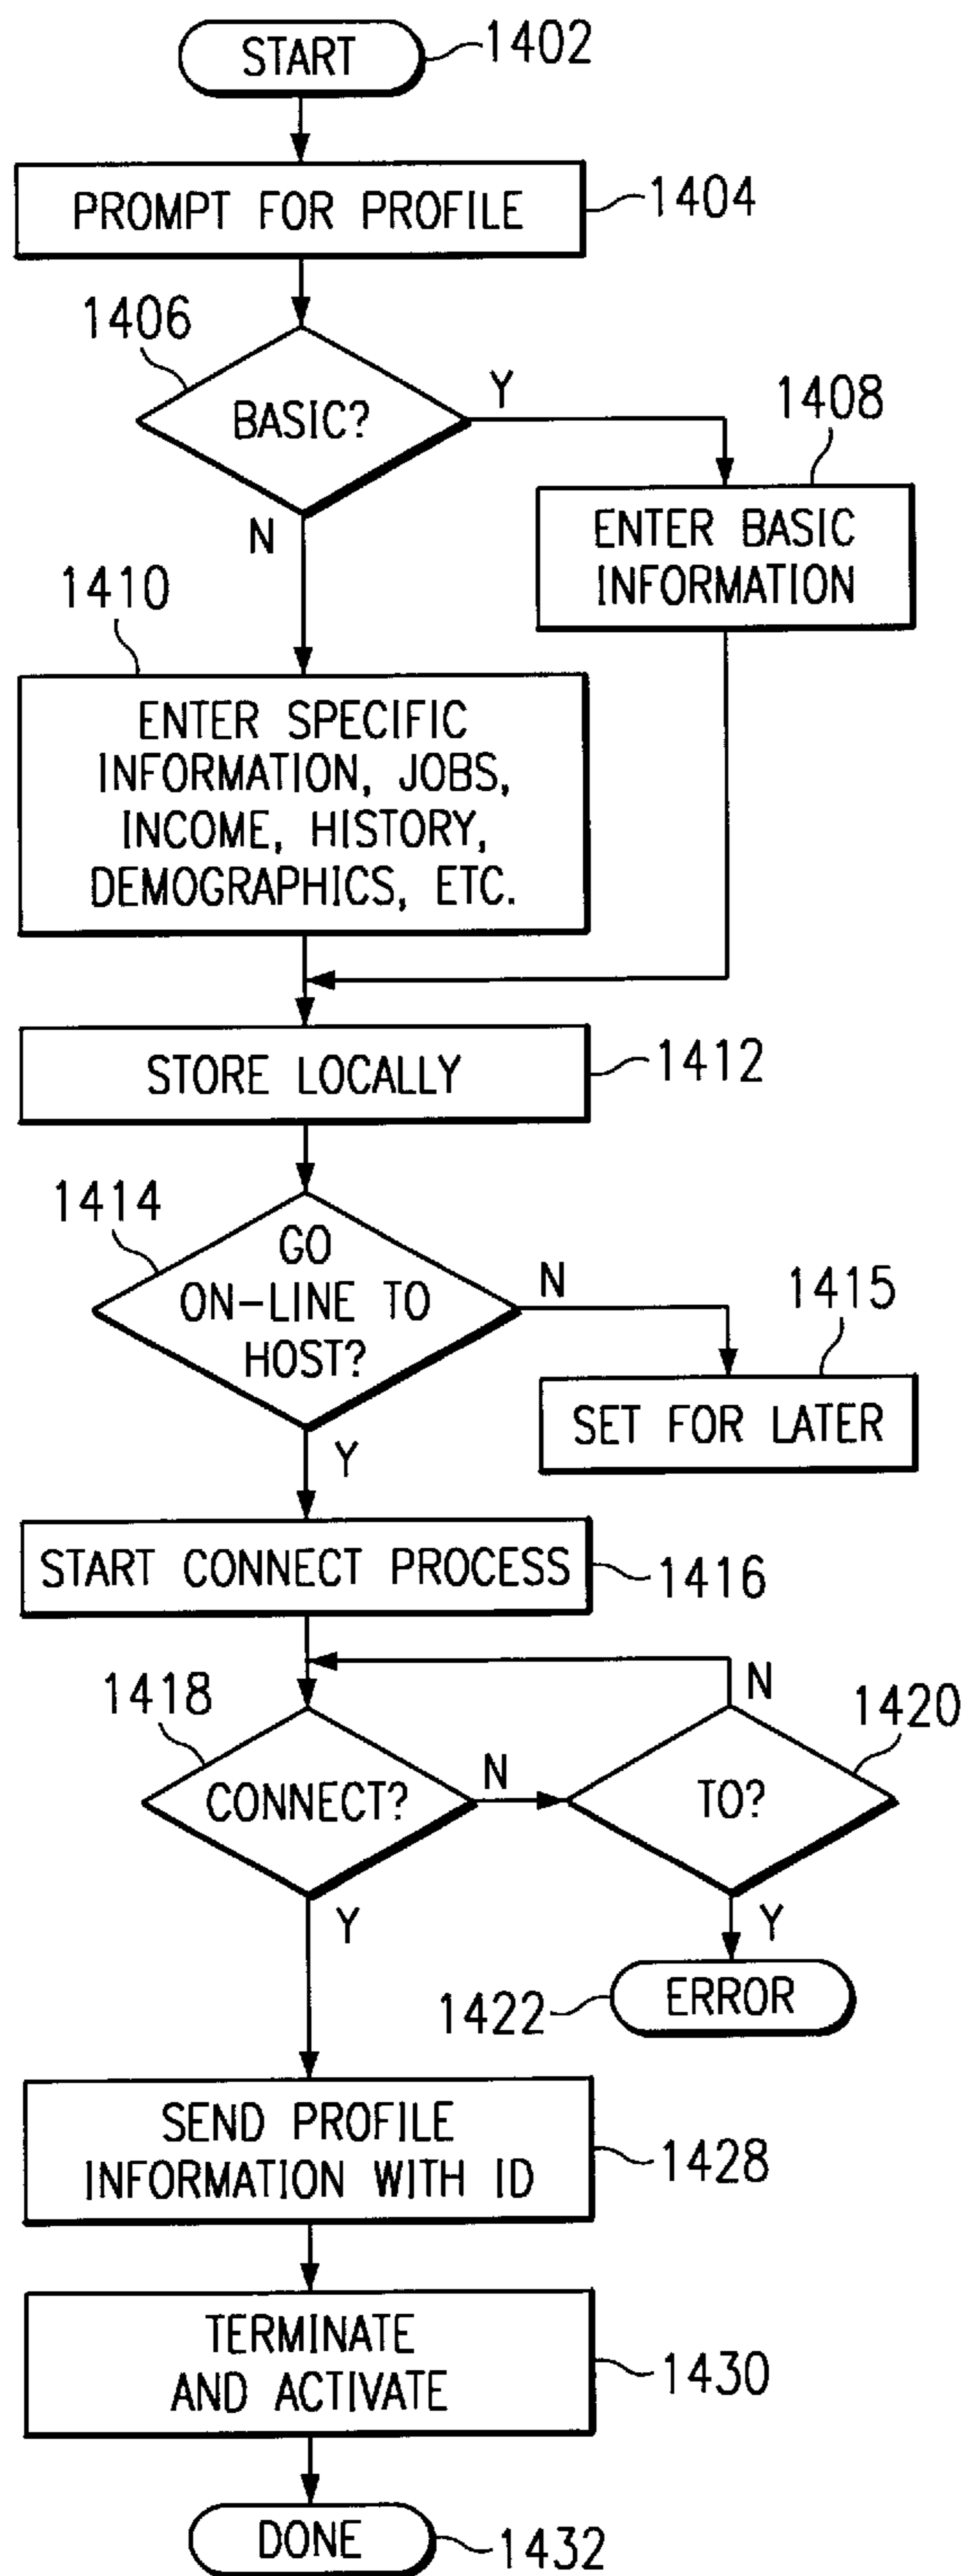 START
1402
PROMPT FOR PROFILE
1404
1406
BASIC?
Y
N
1408
ENTER BASIC
INFORMATION
1410
ENTER SPECIFIC
INFORMATION, JOBS,
INCOME, HISTORY,
DEMOGRAPHICS, ETC.
STORE LOCALLY
1412
1414
GO
ON-LINE TO
HOST?
N
Y
1415
SET FOR LATER
START CONNECT PROCESS
1416
1418
CONNECT?
N
Y
1420
TO?
N
Y
1422
ERROR
SEND PROFILE
INFORMATION WITH ID
1428
TERMINATE
AND ACTIVATE
1430
DONE
1432